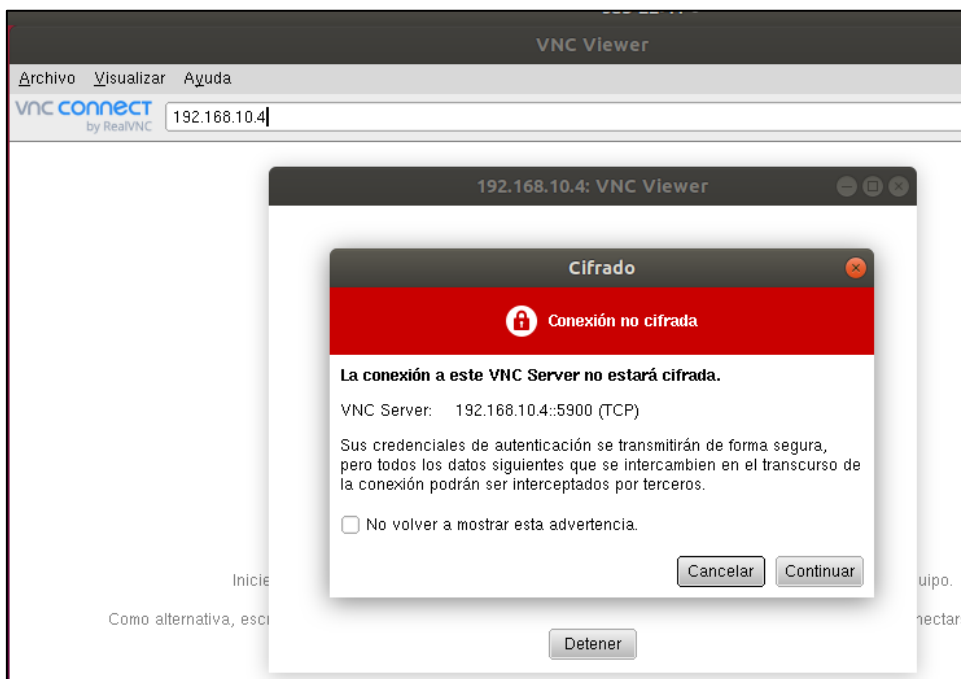 VNC Viewer
Archivo Visualizar Ayuda
vnc connect
by RealVNC
192.168.10.4
192.168.10.4: VNC Viewer
Cifrado
Conexión no cifrada
La conexión a este VNC Server no estará cifrada.
VNC Server: 192.168.10.4::5900 (TCP)
Sus credenciales de autenticación se transmitirán de forma segura,
pero todos los datos siguientes que se intercambien en el transcurso de
la conexión podrán ser interceptados por terceros.
No volver a mostrar esta advertencia.
Cancelar Continuar
Inicie
Como alternativa,
Detener